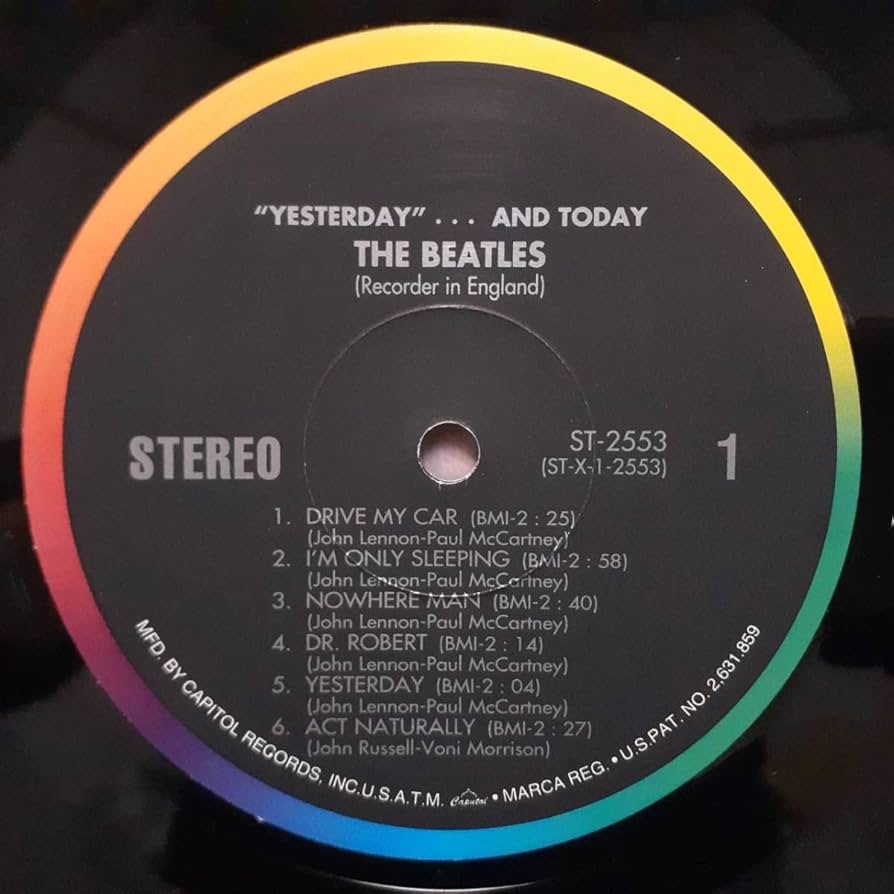 “YESTERDAY” . . . AND TODAY
THE BEATLES
(Recorder in England)
STEREO
ST-2553
(ST-X-1-2553)
1
1. DRIVE MY CAR (BMI-2 : 25)
(John Lennon-Paul McCartney)
2. I'M ONLY SLEEPING (BMI-2 : 58)
(John Lennon-Paul McCartney)
3. NOWHERE MAN (BMI-2 : 40)
(John Lennon-Paul McCartney)
4. DR. ROBERT (BMI-2 : 14)
(John Lennon-Paul McCartney)
5. YESTERDAY (BMI-2 : 04)
(John Lennon-Paul McCartney)
6. ACT NATURALLY (BMI-2 : 27)
(John Russell-Voni Morrison)
MFD. BY CAPITOL RECORDS, INC.U.S.A.T.M. Capitol • MARCA REG. • U.S.PAT. NO. 2,631.859